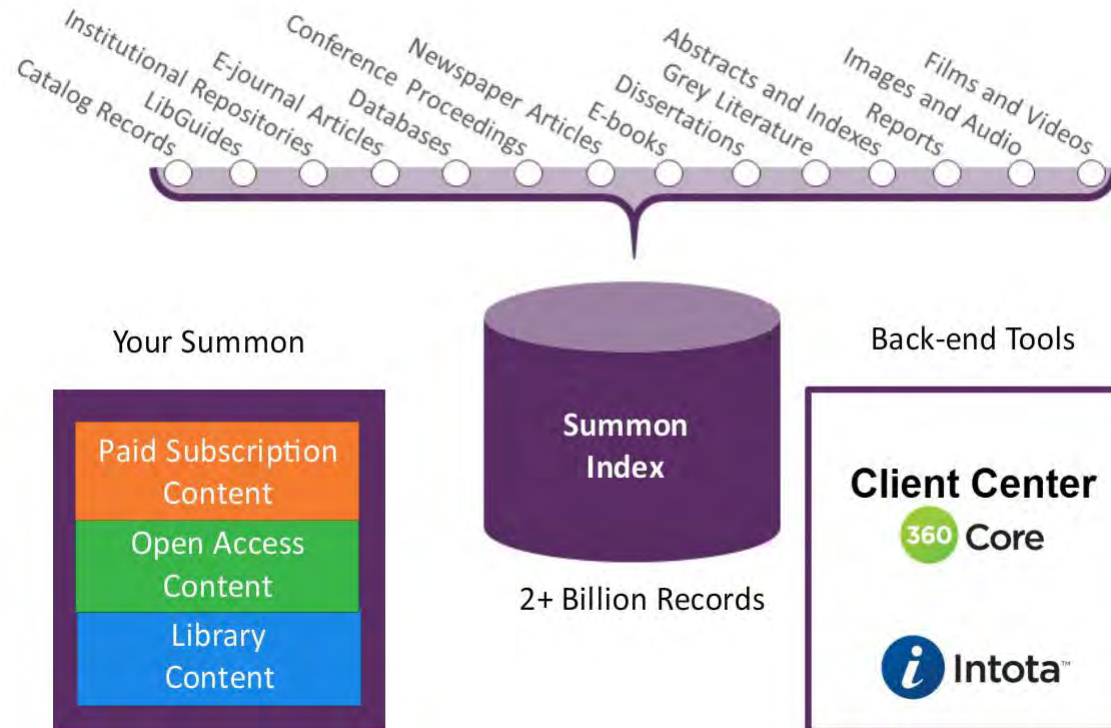 Catalog Records
LibGuides
Institutional Repositories
E-journal Articles
Databases
Conference Proceedings
Newspaper Articles
E-books
Dissertations
Grey Literature
Abstracts and Indexes
Reports
Images and Audio
Films and Videos
Your Summon
Paid Subscription
Content
Open Access
Content
Library
Content
Summon
Index
2+ Billion Records
Back-end Tools
Client Center
360 Core
i Intota™